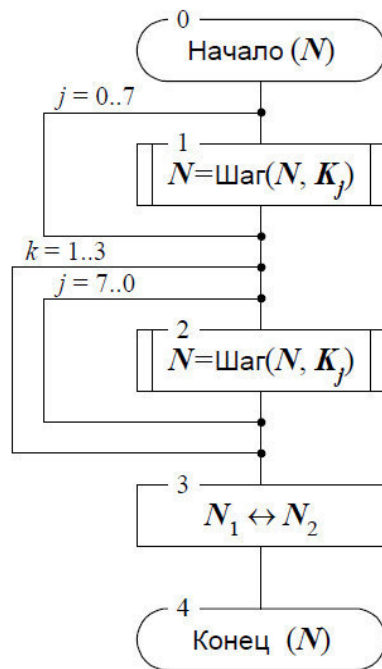 0
Начало (N)
j = 0..7
1
N=Шаг(N, Kj)
k = 1..3
j = 7..0
2
N=Шаг(N, Kj)
3
N1 ↔ N2
4
Конец (N)